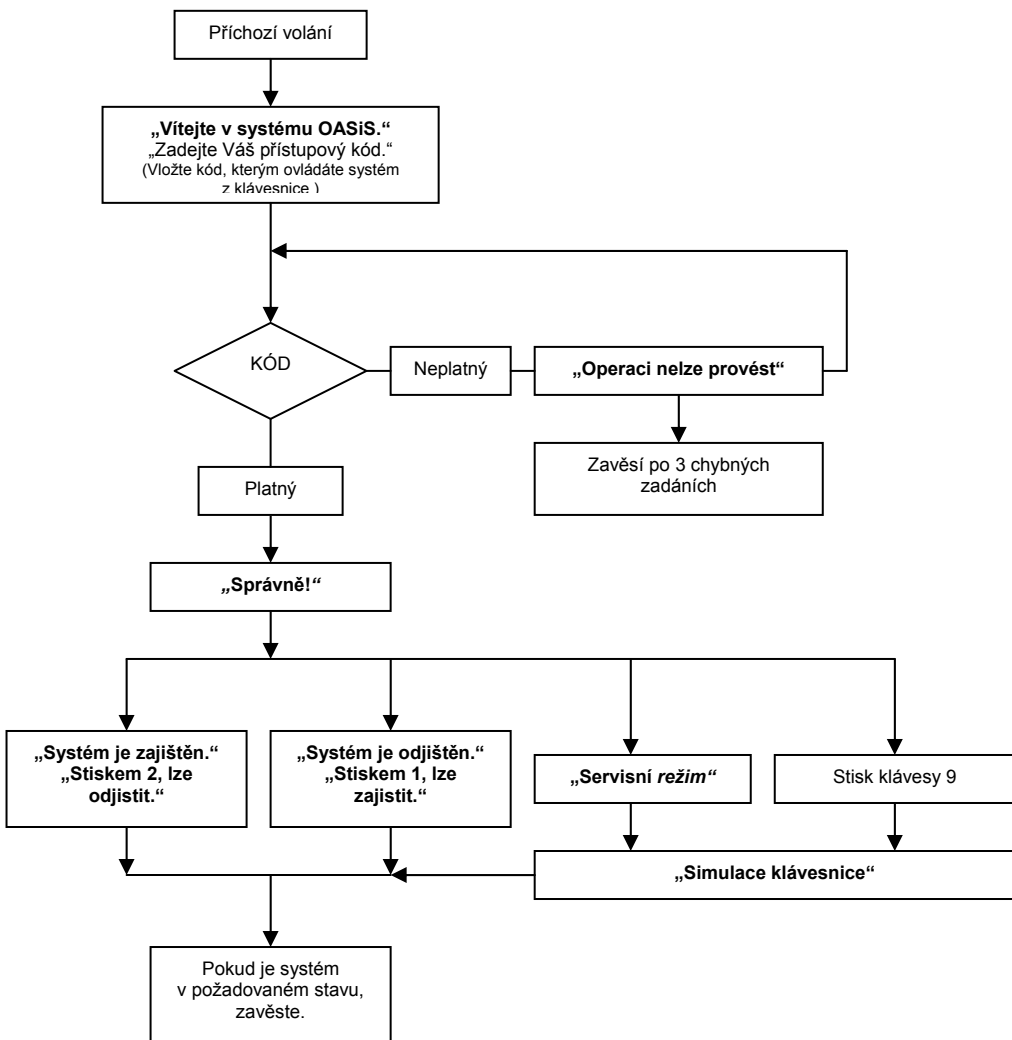 Příchozí volání
„Vítejte v systému OASiS.“
„Zadejte Váš přístupový kód.“
(Vložte kód, kterým ovládáte systém
z klávesnice )
KÓD
Neplatný
„Operaci nelze provést“
Zavěsí po 3 chybných
zadáních
Platný
„Správně!“
„Systém je zajištěn.“
„Stiskem 2, lze
odjistit.“
„Systém je odjištěn.“
„Stiskem 1, lze
zajistit.“
„Servisní režim“
Stisk klávesy 9
„Simulace klávesnice“
Pokud je systém
v požadovaném stavu,
zavěste.